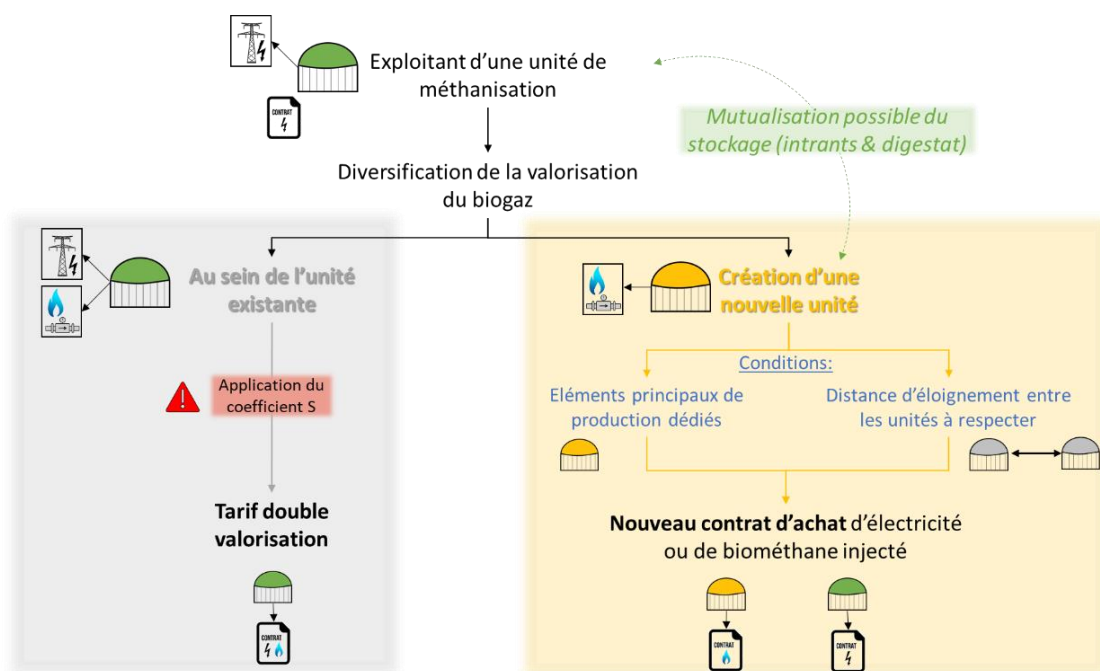 Exploitant d'une unité de
méthanisation
CONTRAT
Mutualisation possible du
stockage (intrants & digestat)
Diversification de la valorisation
du biogaz
Au sein de l'unité
existante
Création d'une
nouvelle unité
Application du
coefficient S
Conditions:
Eléments principaux de
production dédiés
Distance d'éloignement entre
les unités à respecter
Tarif double
valorisation
Nouveau contrat d'achat d'électricité
ou de biométhane injecté
CONTRAT
CONTRAT
CONTRAT